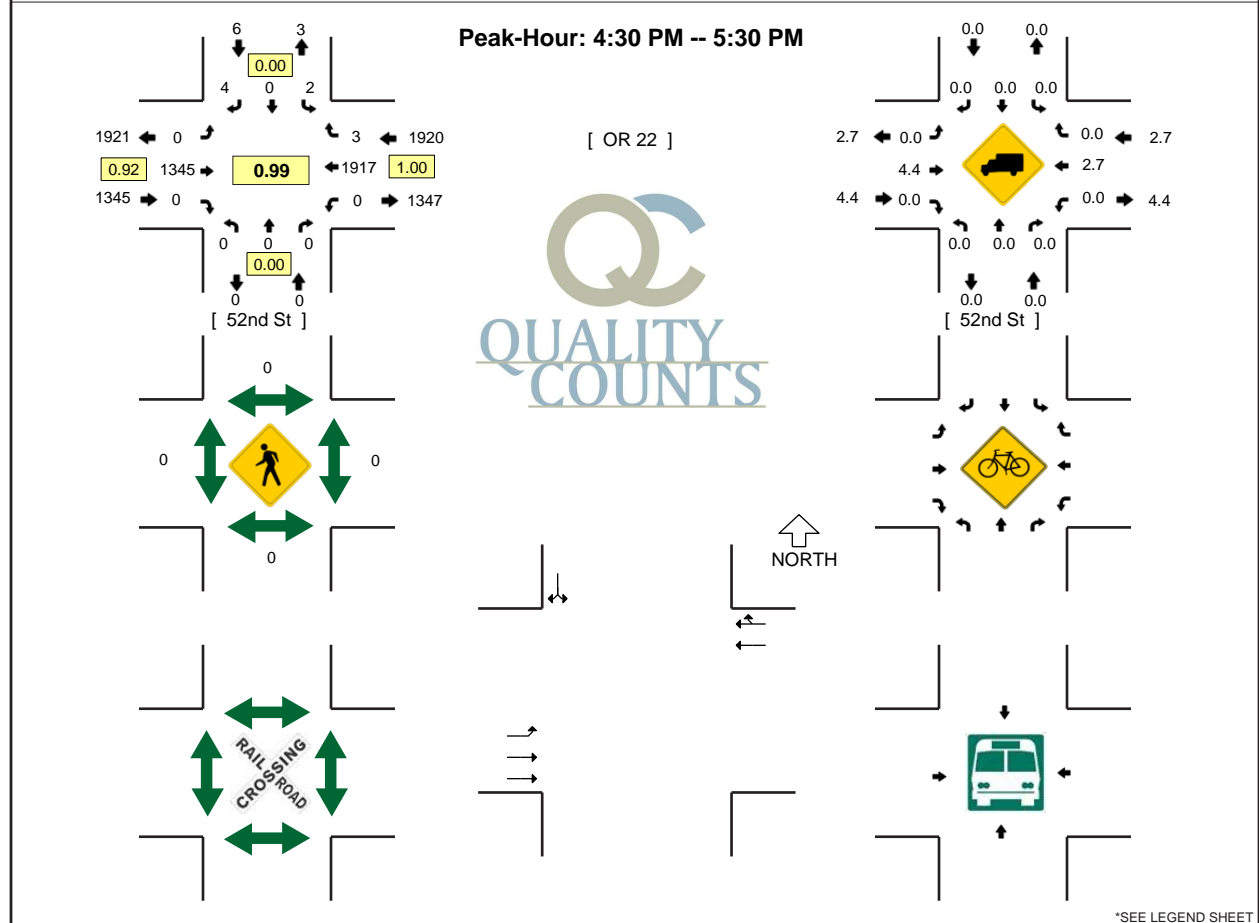 Peak-Hour: 4:30 PM -- 5:30 PM
6 3
0.00
4 0 2
1921 0 3 1920
0.92 1345 0.99 1917 1.00
1345 0 0 1347
0 0 0
0.00
0 0
[ 52nd St ]
[ OR 22 ]
QC
QUALITY
COUNTS
0.0 0.0
0.0 0.0 0.0
2.7 0.0 0.0 2.7
4.4 2.7
4.4 0.0 0.0 4.4
0.0 0.0 0.0
0.0 0.0
[ 52nd St ]
0
0 0
0
NORTH
RAIL CROSSING ROAD
*SEE LEGEND SHEET